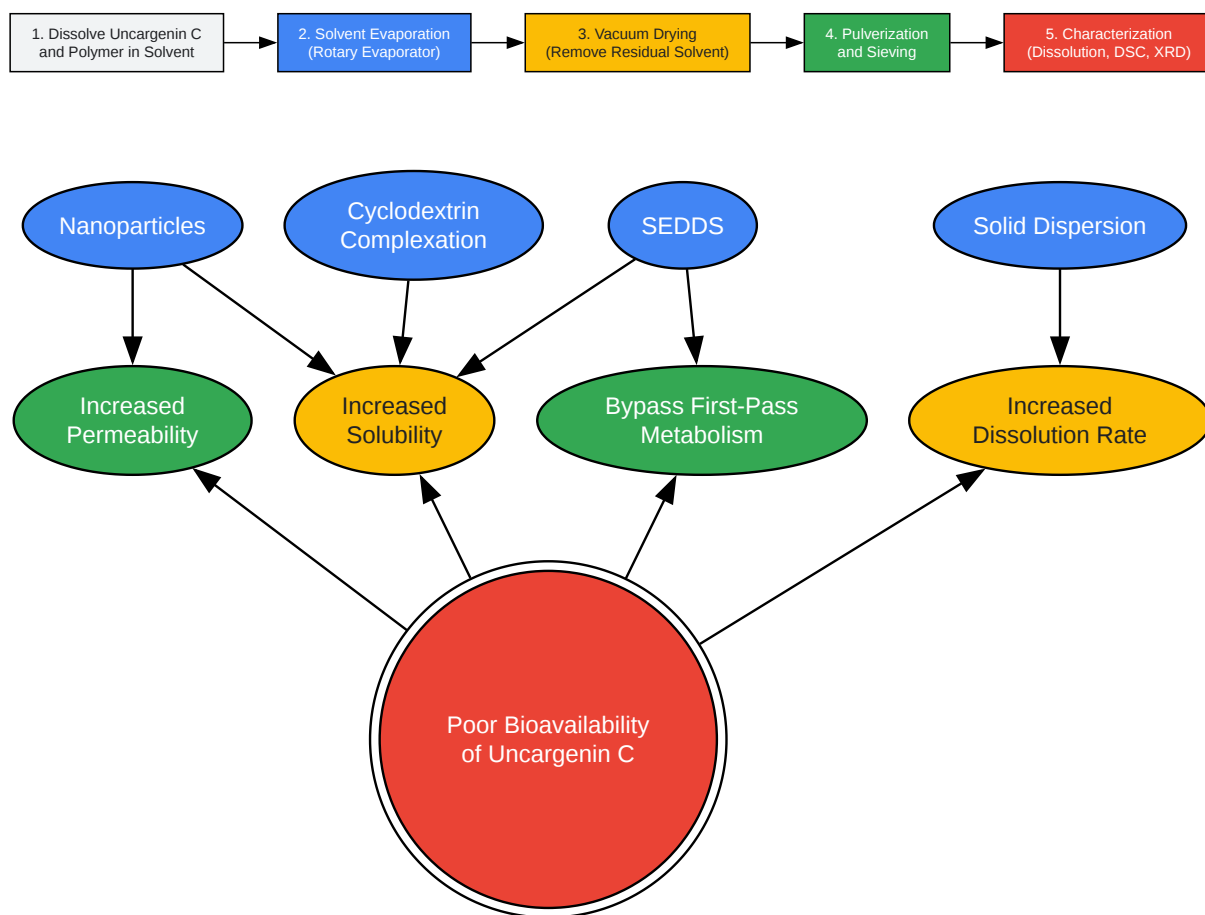 1. Dissolve Uncargenin C
and Polymer in Solvent
2. Solvent Evaporation
(Rotary Evaporator)
3. Vacuum Drying
(Remove Residual Solvent)
4. Pulverization
and Sieving
5. Characterization
(Dissolution, DSC, XRD)
Nanoparticles
Cyclodextrin
Complexation
SEDDS
Solid Dispersion
Increased
Permeability
Increased
Solubility
Bypass First-Pass
Metabolism
Increased
Dissolution Rate
Poor Bioavailability
of Uncargenin C